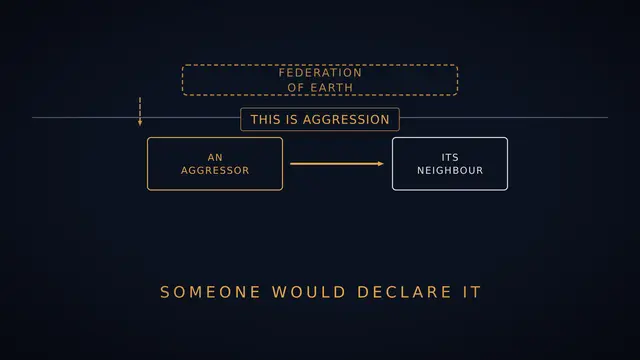 FEDERATION
OF EARTH
THIS IS AGGRESSION
AN
AGGRESSOR
ITS
NEIGHBOUR
SOMEONE WOULD DECLARE IT